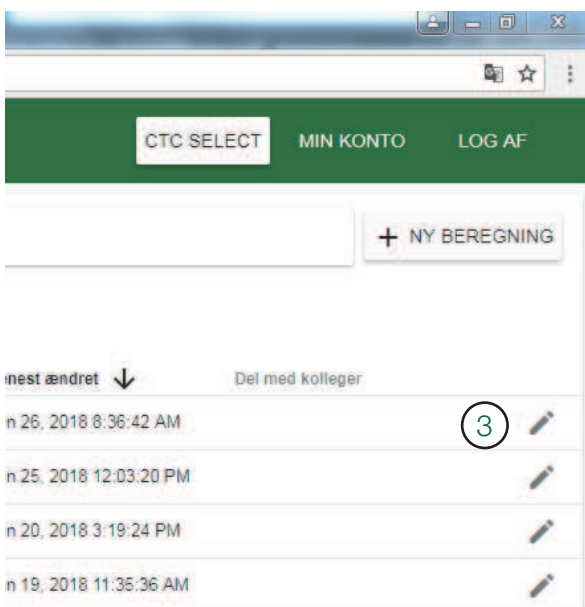 CTC SELECT MIN KONTO LOG AF
+ NY BEREGNING
enest ændret Del med kolleger
n 26, 2018 8:36:42 AM 3
n 25, 2018 12:03:20 PM
n 20, 2018 3:19:24 PM
n 19, 2018 11:35:36 AM